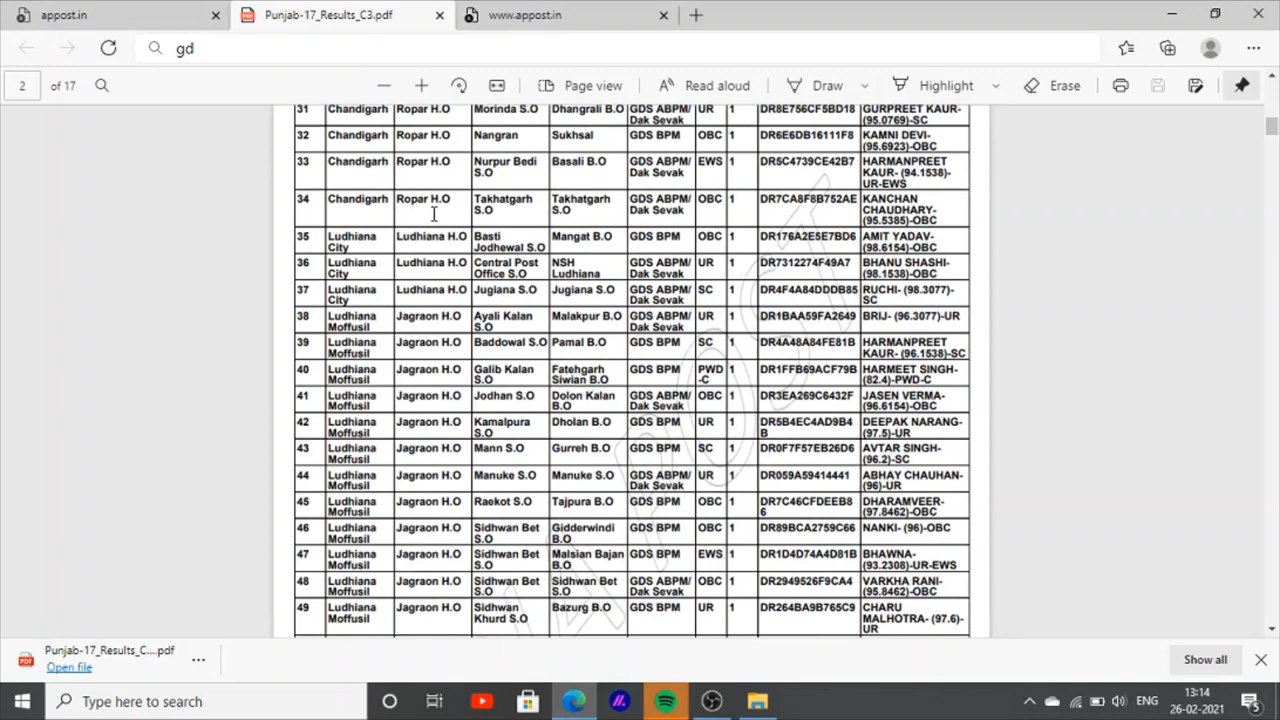 appost.in
Punjab-17_Results_C3.pdf
www.appost.in
gd
2 of 17
Page view
Read aloud
Draw
Highlight
Erase
31 Chandigarh Ropar H.O Morinda S.O Dhangrali B.O GDS ABPM/ UR 1 DR8E756CF5BD18 GURPREET KAUR-
Dak Sevak (95.0769)-SC
32 Chandigarh Ropar H.O Nangran Sukhsal GDS BPM OBC 1 DR6E6DB16111F8 KAMNI DEVI-
(95.6923)-OBC
33 Chandigarh Ropar H.O Nurpur Bedi Basali B.O GDS ABPM/ EWS 1 DR5C4739CE42B7 HARMANPREET
S.O Dak Sevak KAUR- (94.1538)-
UR-EWS
34 Chandigarh Ropar H.O Takhatgarh Takhatgarh GDS ABPM/ OBC 1 DR7CA8F8B752AE KANCHAN
S.O S.O Dak Sevak CHAUDHARY-
(95.5385)-OBC
35 Ludhiana Ludhiana H.O Basti Mangat B.O GDS BPM OBC 1 DR176A2E5E7BD6 AMIT YADAV-
City Jodhewal S.O (98.6154)-OBC
36 Ludhiana Ludhiana H.O Central Post NSH GDS ABPM/ UR 1 DR7312274F49A7 BHANU SHASHI-
City Office S.O Ludhiana Dak Sevak (98.1538)-OBC
37 Ludhiana Ludhiana H.O Jugiana S.O Jugiana S.O GDS ABPM/ SC 1 DR4F4A84DDDB85 RUCHI- (98.3077)-
City Dak Sevak SC
38 Ludhiana Jagraon H.O Ayali Kalan Malakpur B.O GDS ABPM/ UR 1 DR1BAA59FA2649 BRIJ- (96.3077)-UR
Moffusil S.O Dak Sevak
39 Ludhiana Jagraon H.O Baddowal S.O Pamal B.O GDS BPM SC 1 DR4A48A84FE81B HARMANPREET
Moffusil KAUR- (96.1538)-SC
40 Ludhiana Jagraon H.O Galib Kalan Fatehgarh GDS BPM PWD 1 DR1FFB69ACF79B HARMEET SINGH-
Moffusil S.O Siwian B.O -C (82.4)-PWD-C
41 Ludhiana Jagraon H.O Jodhan S.O Dolon Kalan GDS ABPM/ OBC 1 DR3EA269C6432F JASEN VERMA-
Moffusil B.O Dak Sevak (96.6154)-OBC
42 Ludhiana Jagraon H.O Kamalpura Dholan B.O GDS BPM UR 1 DR5B4EC4AD9B4 DEEPAK NARANG-
Moffusil S.O B (97.5)-UR
43 Ludhiana Jagraon H.O Mann S.O Gurreh B.O GDS BPM SC 1 DR0F7F57EB26D6 AVTAR SINGH-
Moffusil (96.2)-SC
44 Ludhiana Jagraon H.O Manuke S.O Manuke S.O GDS ABPM/ UR 1 DR059A59414441 ABHAY CHAUHAN-
Moffusil Dak Sevak (96)-UR
45 Ludhiana Jagraon H.O Raekot S.O Tajpura B.O GDS BPM OBC 1 DR7C46CFDEEB8 DHARAMVEER-
Moffusil 6 (97.8462)-OBC
46 Ludhiana Jagraon H.O Sidhwan Bet Gidderwindi GDS BPM OBC 1 DR89BCA2759C66 NANKI- (96)-OBC
Moffusil S.O B.O
47 Ludhiana Jagraon H.O Sidhwan Bet Malsian Bajan GDS BPM EWS 1 DR1D4D74A4D81B BHAWNA-
Moffusil S.O B.O (93.2308)-UR-EWS
48 Ludhiana Jagraon H.O Sidhwan Bet Sidhwan Bet GDS ABPM/ OBC 1 DR2949526F9CA4 VARKHA RANI-
Moffusil S.O S.O Dak Sevak (95.8462)-OBC
49 Ludhiana Jagraon H.O Sidhwan Bazurg B.O GDS BPM UR 1 DR264BA9B765C9 CHARU
Moffusil Khurd S.O MALHOTRA- (97.6)-
UR
Punjab-17_Results_C....pdf
Open file
Show all
Type here to search
ENG
13:14
26-02-2021
5